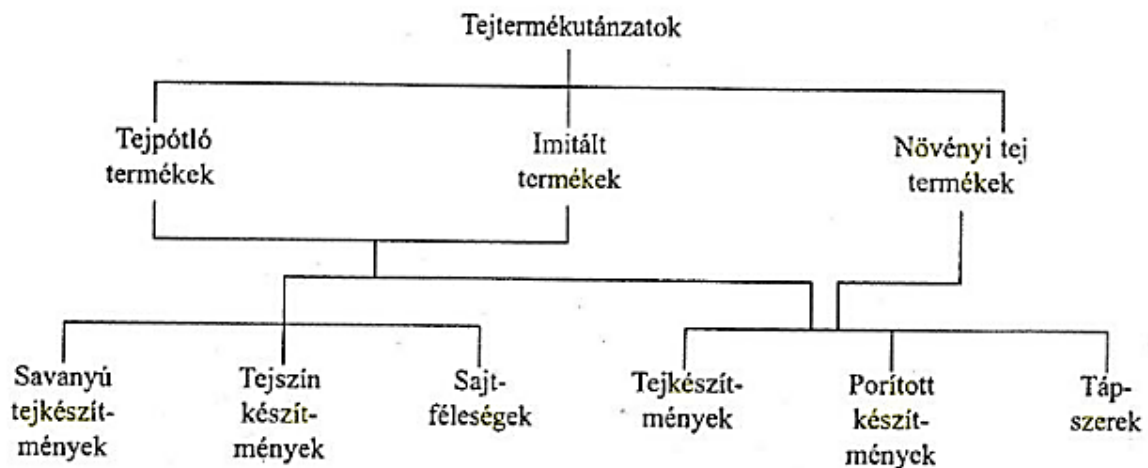 Tejtermékutánzatok
Tejpótló
termékek
Imitált
termékek
Növényi tej
termékek
Savanyú
tejkészít-
mények
Tejszín
készít-
mények
Sajt-
féleségek
Tejkészít-
mények
Porított
készít-
mények
Táp-
szerek